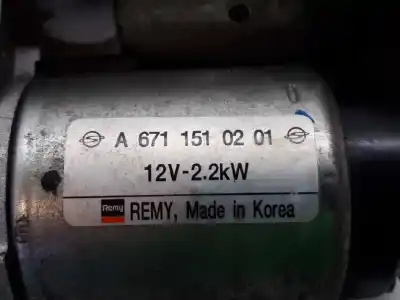 A 671 151 02 01
12V-2.2kW
Remy REMY, Made in Korea